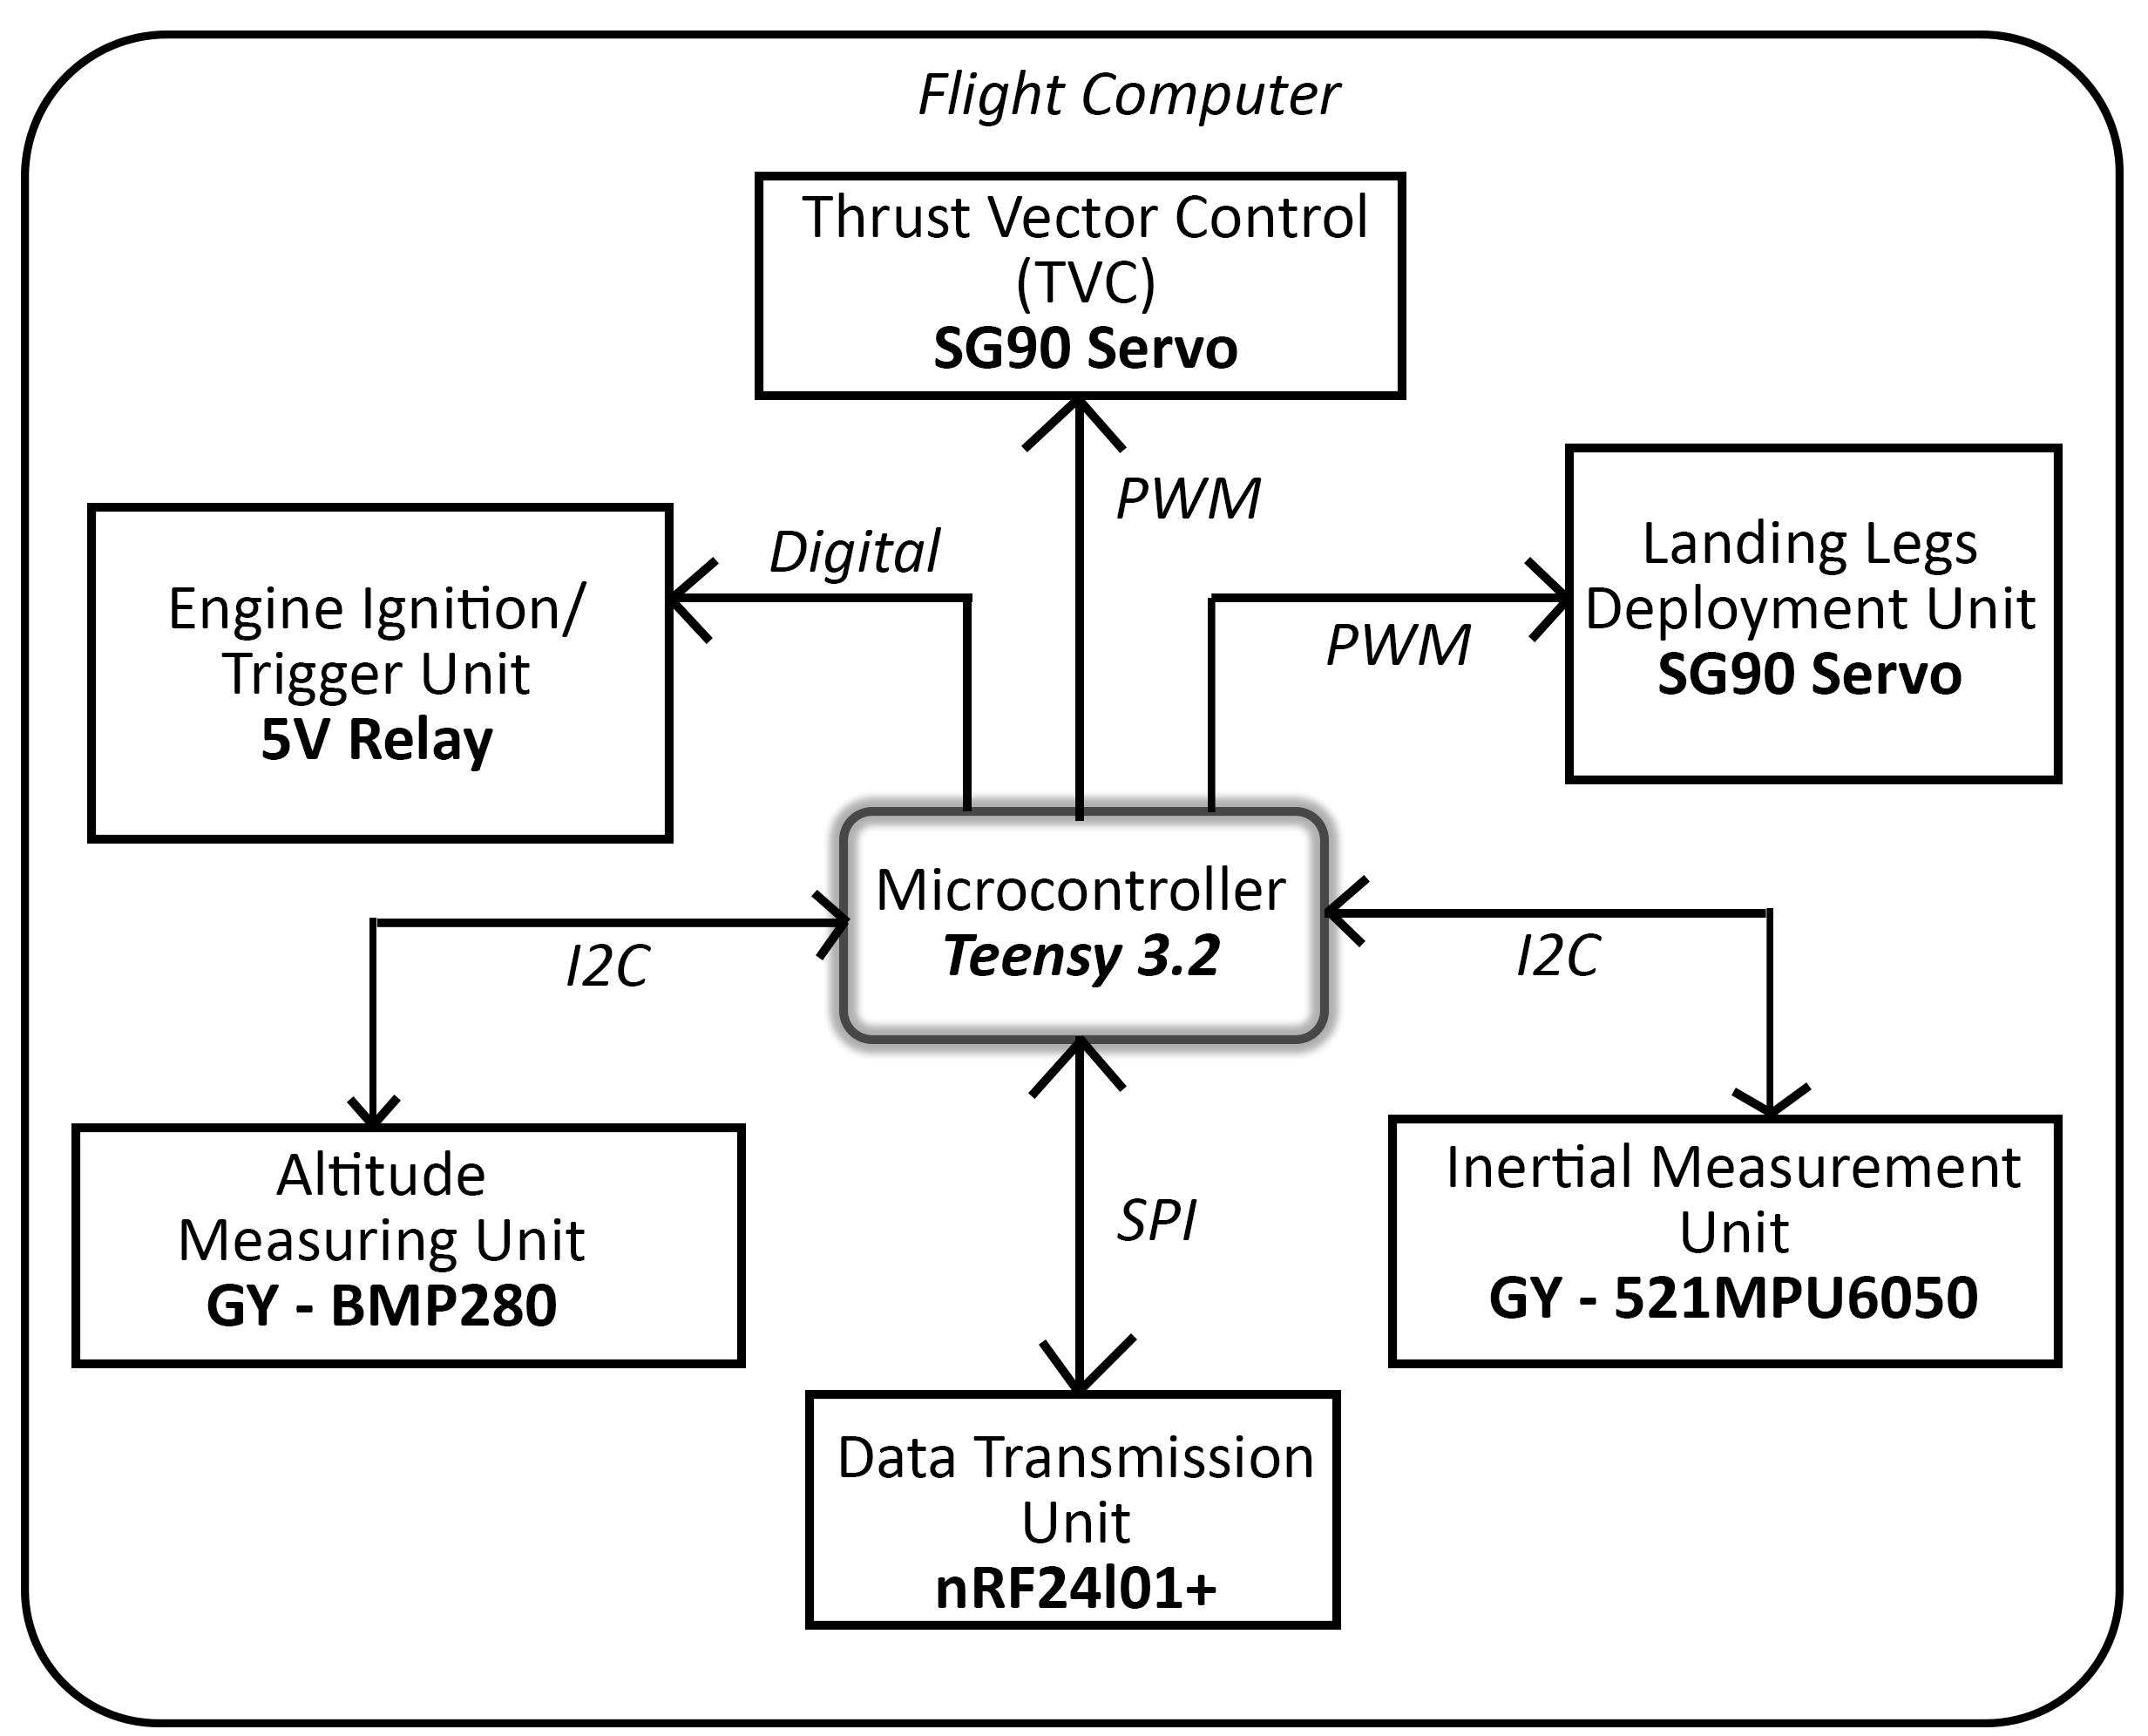 Flight Computer
Thrust Vector Control
(TVC)
SG90 Servo
PWM
Digital
Engine Ignition/
Trigger Unit
5V Relay
Landing Legs
Deployment Unit
SG90 Servo
PWM
Microcontroller
Teensy 3.2
I2C
I2C
Altitude
Measuring Unit
GY - BMP280
SPI
Inertial Measurement
Unit
GY - 521MPU6050
Data Transmission
Unit
nRF24l01+